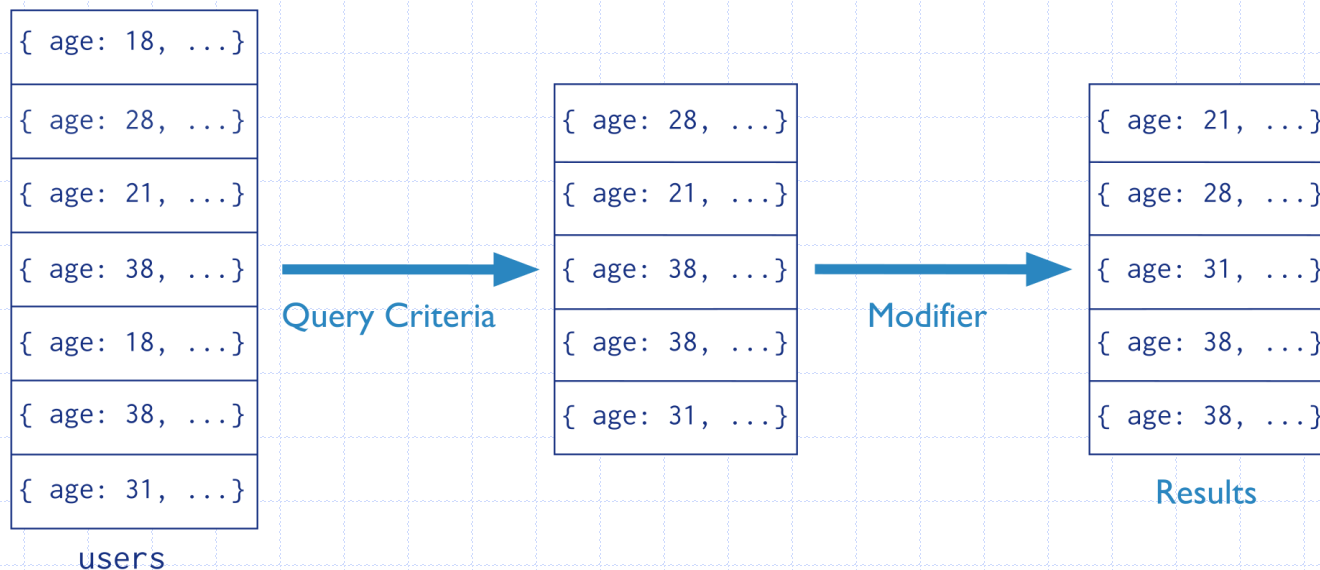 { age: 18, ...}
{ age: 28, ...}
{ age: 21, ...}
{ age: 38, ...}
{ age: 18, ...}
{ age: 38, ...}
{ age: 31, ...}
users
Query Criteria
{ age: 28, ...}
{ age: 21, ...}
{ age: 38, ...}
{ age: 38, ...}
{ age: 31, ...}
Modifier
{ age: 21, ...}
{ age: 28, ...}
{ age: 31, ...}
{ age: 38, ...}
{ age: 38, ...}
Results